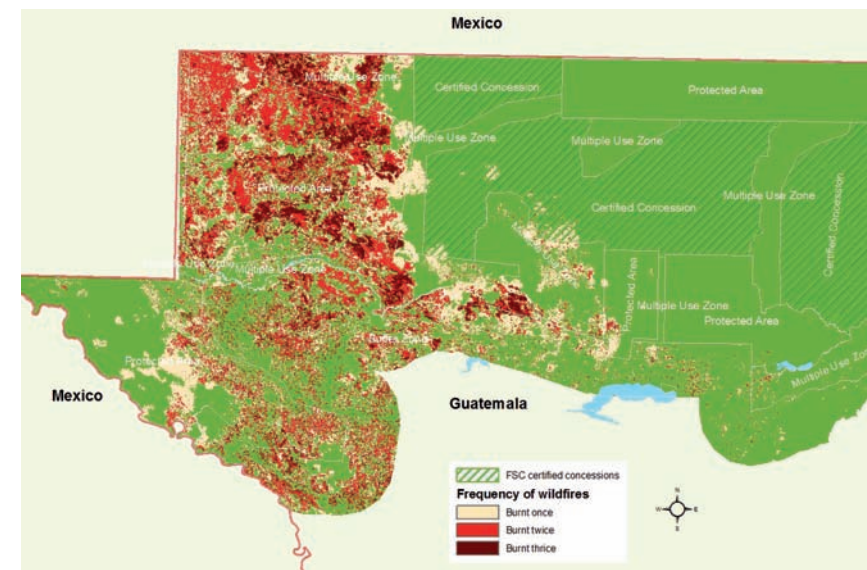 Mexico
Multiple Use Zone
Certified Concession
Protected Area
Multiple Use Zone
Multiple Use Zone
Protected Area
Multiple Use Zone
Certified Concession
Certified Concession
Multiple Use Zone
Protected Area
Multiple Use Zone
Protected Area
Multiple Use Zone
Mexico
Guatemala
FSC certified concessions
Frequency of wildfires
Burnt once
Burnt twice
Burnt thrice
N
W
E
S